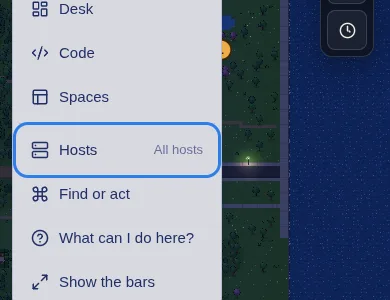 Desk
Code
Spaces
Hosts All hosts
Find or act
What can I do here?
Show the bars